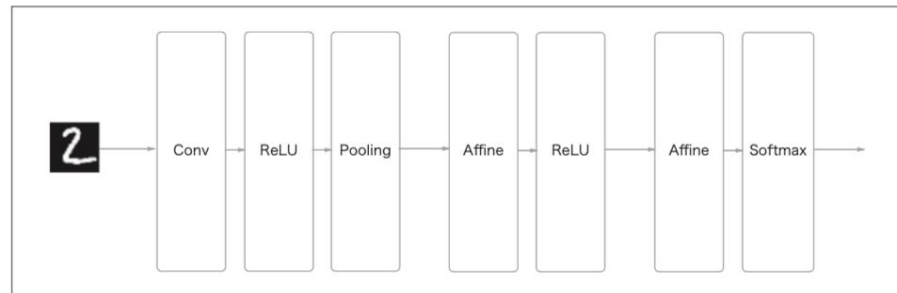 2
Conv
ReLU
Pooling
Affine
ReLU
Affine
Softmax